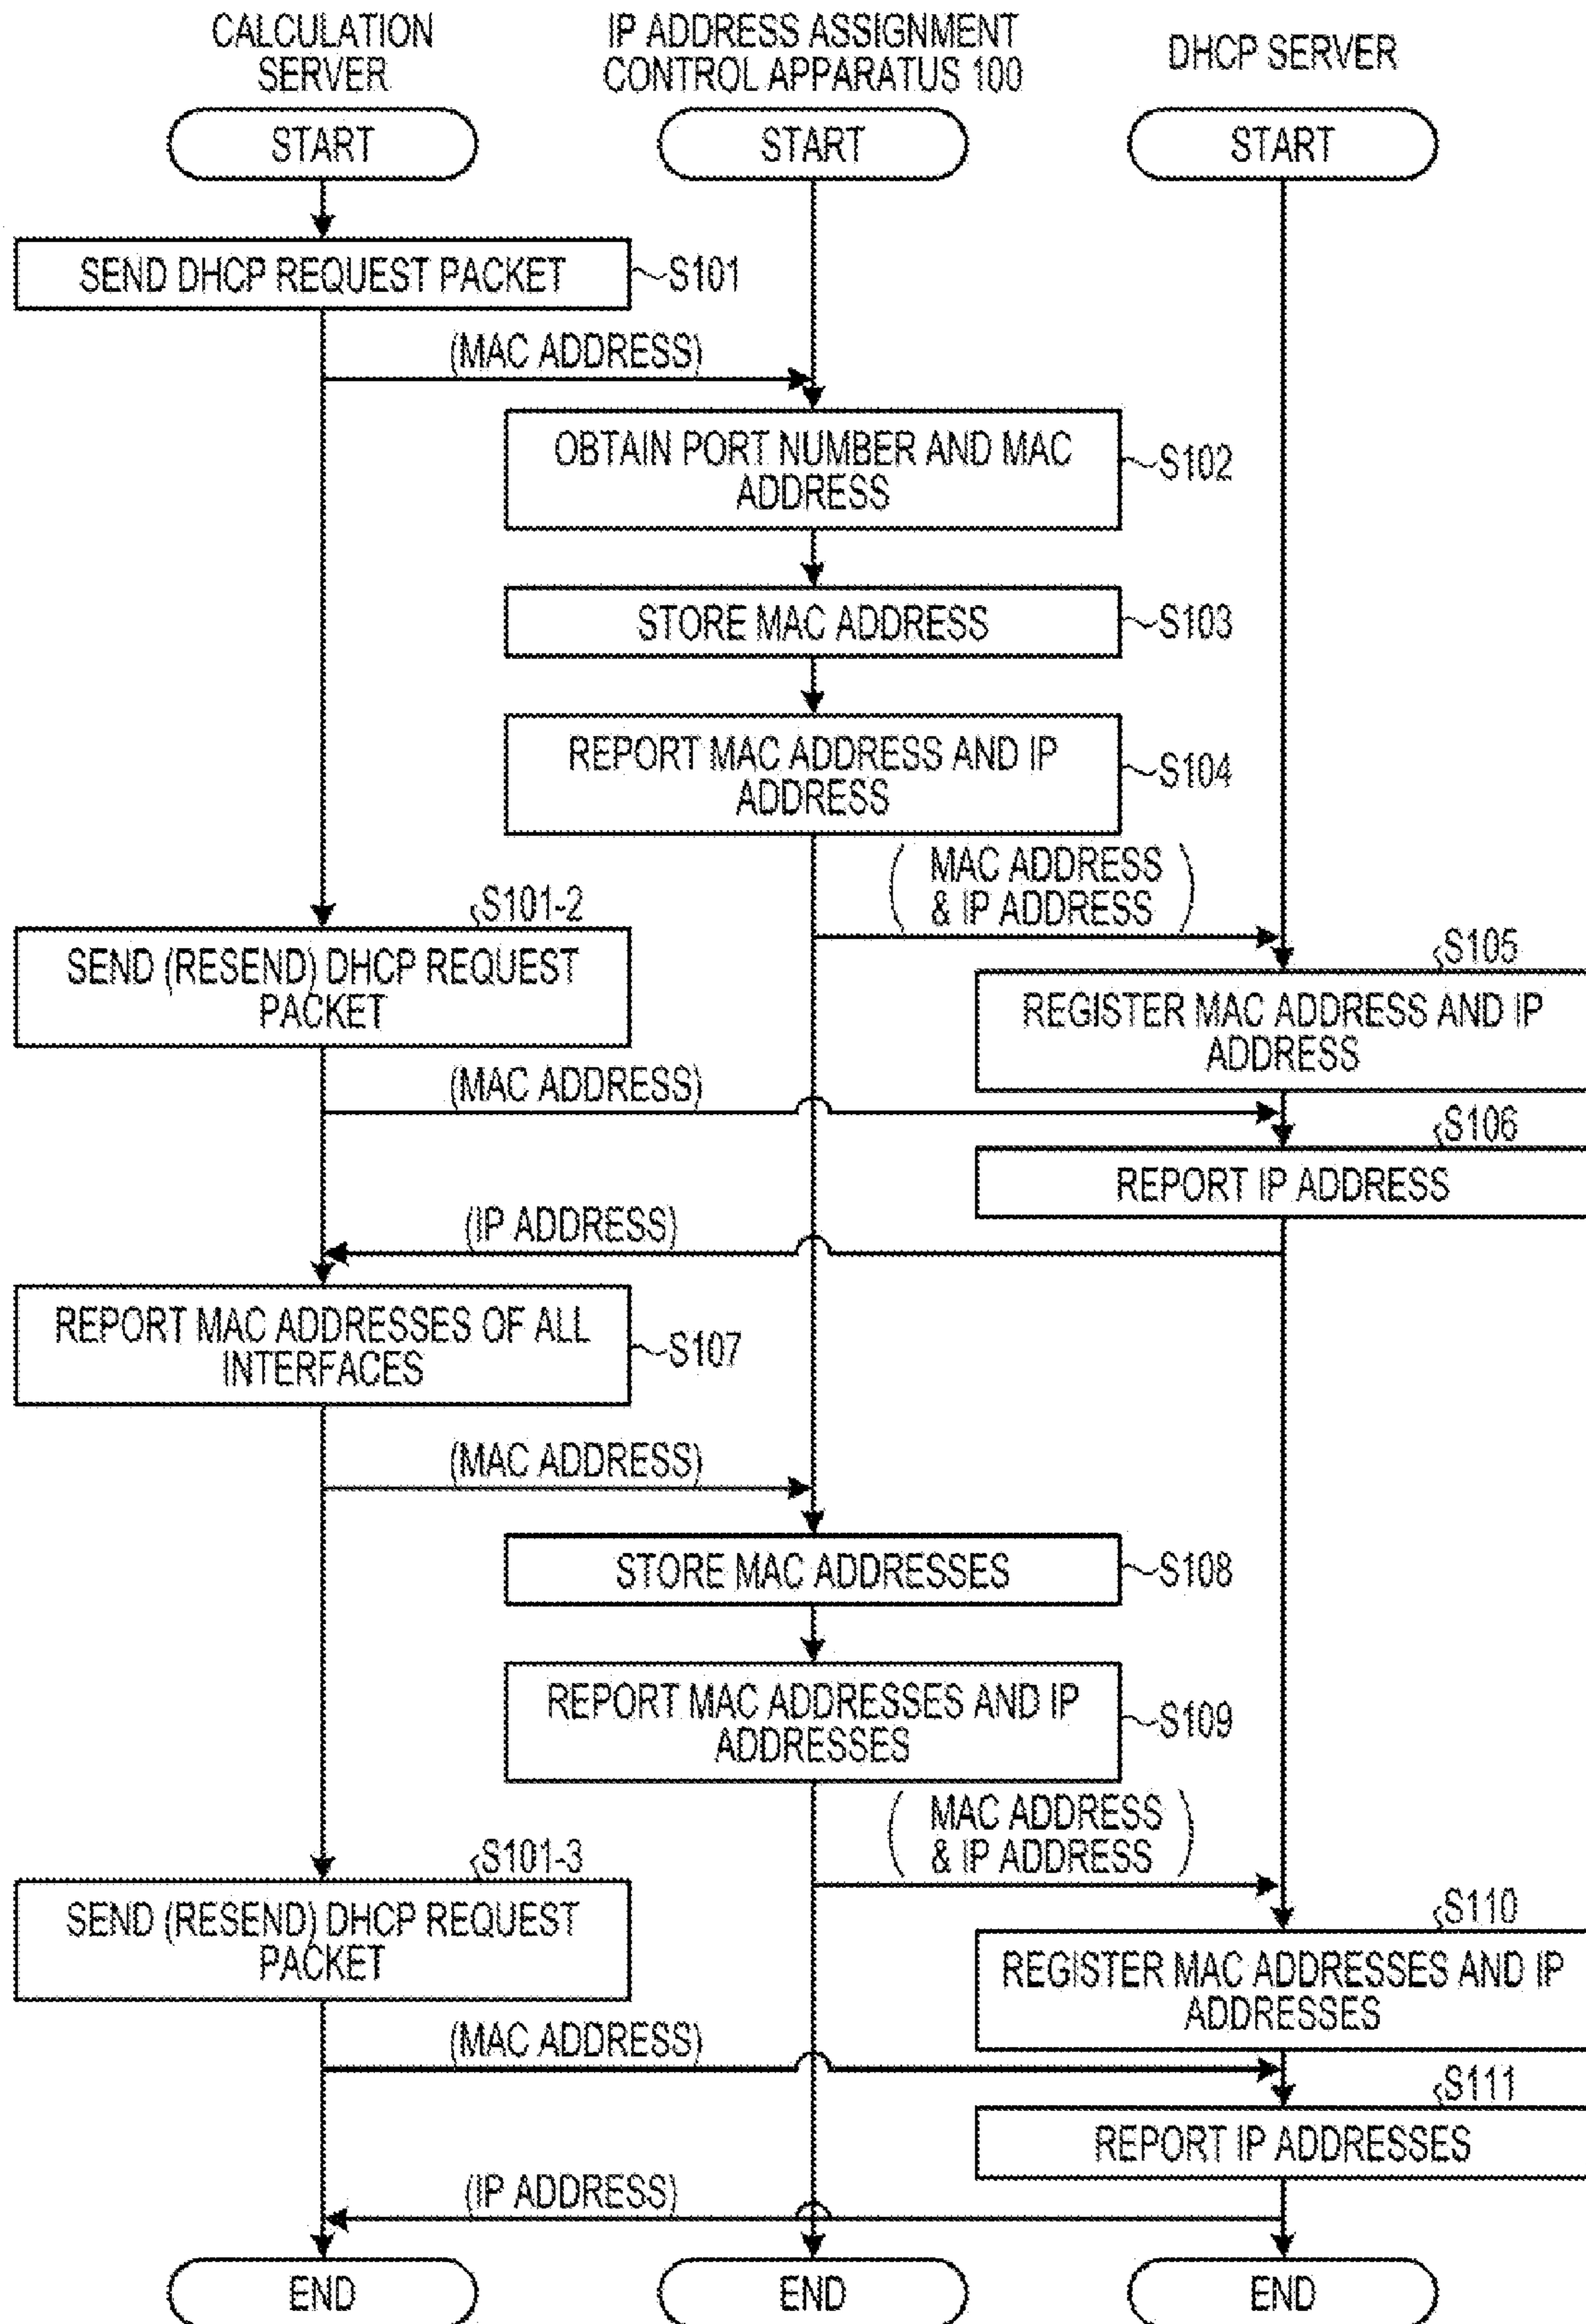 CALCULATION
SERVER
IP ADDRESS ASSIGNMENT
CONTROL APPARATUS 100
DHCP SERVER
START
START
START
SEND DHCP REQUEST PACKET
S101
(MAC ADDRESS)
OBTAIN PORT NUMBER AND MAC
ADDRESS
S102
STORE MAC ADDRESS
S103
REPORT MAC ADDRESS AND IP
ADDRESS
S104
(MAC ADDRESS
& IP ADDRESS)
S101-2
SEND (RESEND) DHCP REQUEST
PACKET
S105
REGISTER MAC ADDRESS AND IP
ADDRESS
(MAC ADDRESS)
S106
REPORT IP ADDRESS
(IP ADDRESS)
REPORT MAC ADDRESSES OF ALL
INTERFACES
S107
(MAC ADDRESS)
STORE MAC ADDRESSES
S108
REPORT MAC ADDRESSES AND IP
ADDRESSES
S109
(MAC ADDRESS
& IP ADDRESS)
S101-3
SEND (RESEND) DHCP REQUEST
PACKET
S110
REGISTER MAC ADDRESSES AND IP
ADDRESSES
(MAC ADDRESS)
S111
REPORT IP ADDRESSES
(IP ADDRESS)
END
END
END